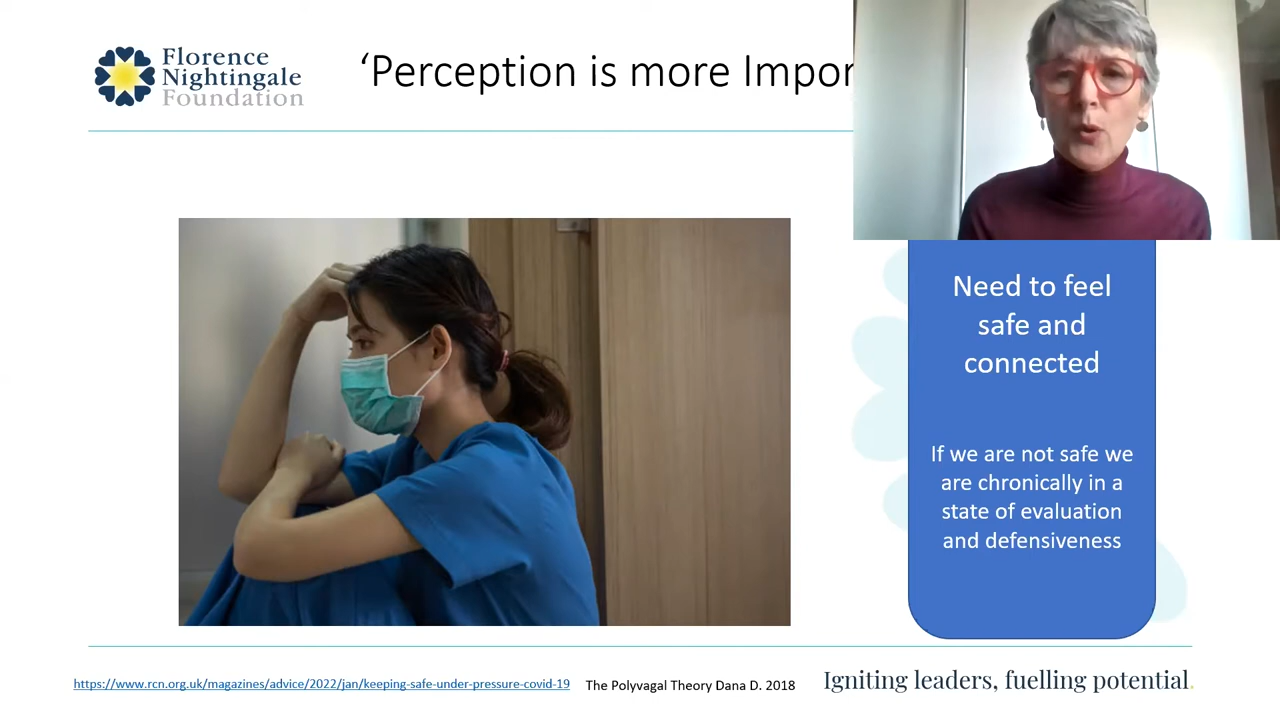 Florence
Nightingale
Foundation
‘Perception is more Impor
Need to feel
safe and
connected
If we are not safe we
are chronically in a
state of evaluation
and defensiveness
https://www.rcn.org.uk/magazines/advice/2022/jan/keeping-safe-under-pressure-covid-19
The Polyvagal Theory Dana D. 2018
Igniting leaders, fuelling potential.